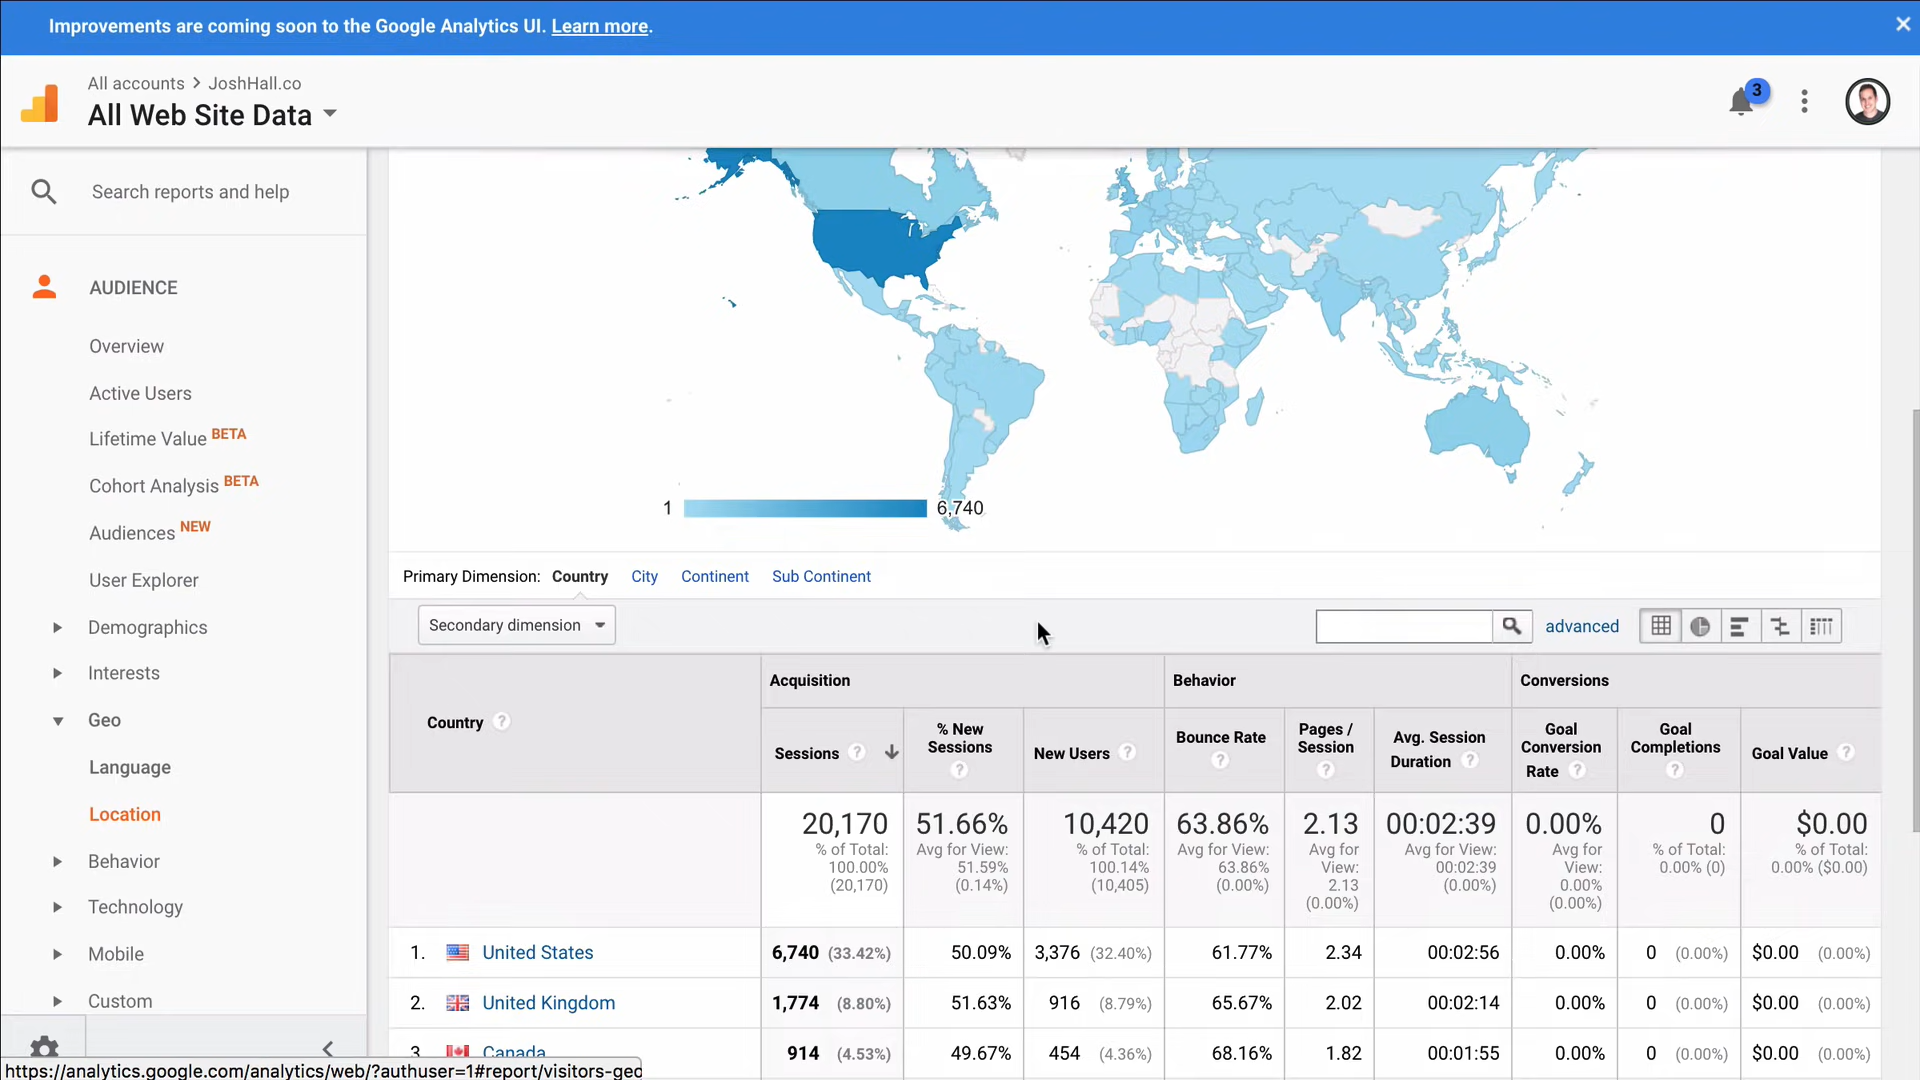 Improvements are coming soon to the Google Analytics UI. Learn more.
All accounts > JoshHall.co
All Web Site Data
3
Search reports and help
AUDIENCE
Overview
Active Users
Lifetime Value BETA
Cohort Analysis BETA
Audiences NEW
User Explorer
Demographics
Interests
Geo
Language
Location
Behavior
Technology
Mobile
Custom
1 6,740
Primary Dimension: Country City Continent Sub Continent
Secondary dimension
advanced
Acquisition Behavior Conversions
Country ?
Sessions ?
% New Sessions ?
New Users ?
Bounce Rate ?
Pages / Session ?
Avg. Session Duration ?
Goal Conversion Rate ?
Goal Completions ?
Goal Value ?
20,170 51.66% 10,420 63.86% 2.13 00:02:39 0.00% 0 $0.00
% of Total: 100.00% (20,170)
Avg for View: 51.59% (0.14%)
% of Total: 100.14% (10,405)
Avg for View: 63.86% (0.00%)
Avg for View: 2.13 (0.00%)
Avg for View: 00:02:39 (0.00%)
Avg for View: 0.00% (0.00%)
% of Total: 0.00% (0)
% of Total: 0.00% ($0.00)
1. United States 6,740 (33.42%) 50.09% 3,376 (32.40%) 61.77% 2.34 00:02:56 0.00% 0 (0.00%) $0.00 (0.00%)
2. United Kingdom 1,774 (8.80%) 51.63% 916 (8.79%) 65.67% 2.02 00:02:14 0.00% 0 (0.00%) $0.00 (0.00%)
3. Canada 914 (4.53%) 49.67% 454 (4.36%) 68.16% 1.82 00:01:55 0.00% 0 (0.00%) $0.00 (0.00%)
https://analytics.google.com/analytics/web/?authuser=1#report/visitors-geo